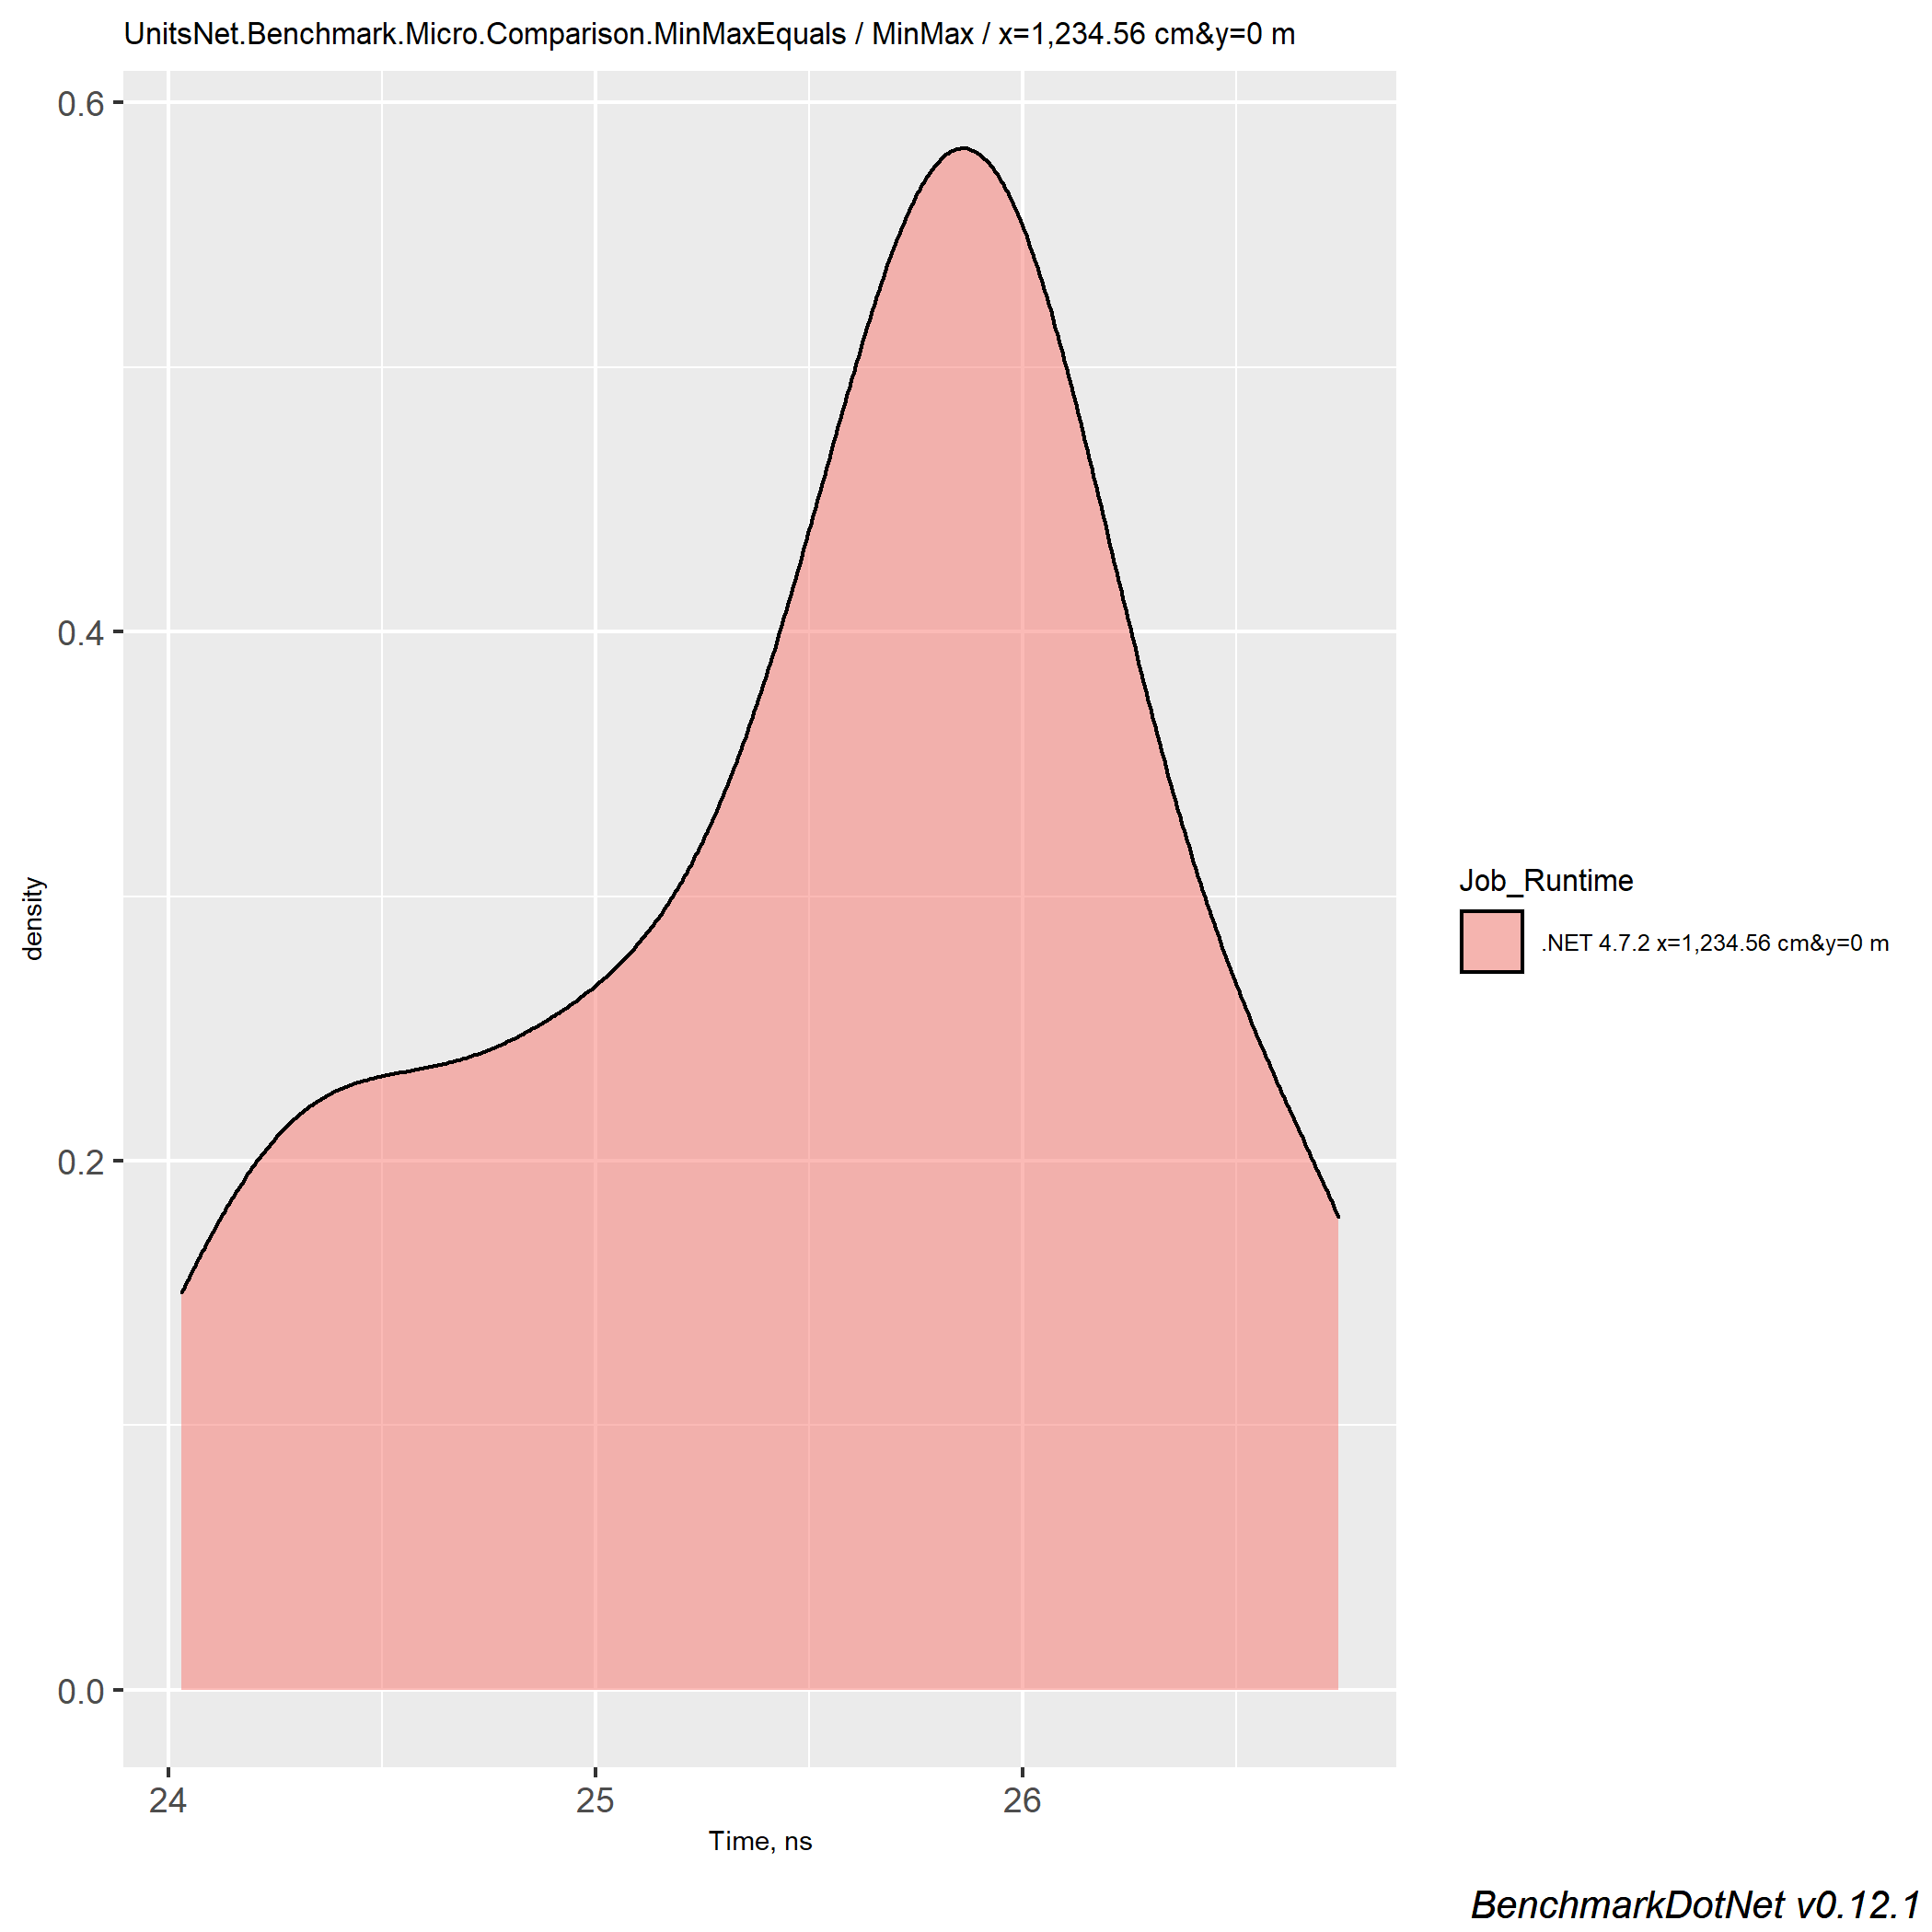 UnitsNet.Benchmark.Micro.Comparison.MinMaxEquals / MinMax / x=1,234.56 cm&y=0 m
0.6
0.4
0.2
0.0
density
24
25
26
Time, ns
Job_Runtime
.NET 4.7.2 x=1,234.56 cm&y=0 m
BenchmarkDotNet v0.12.1